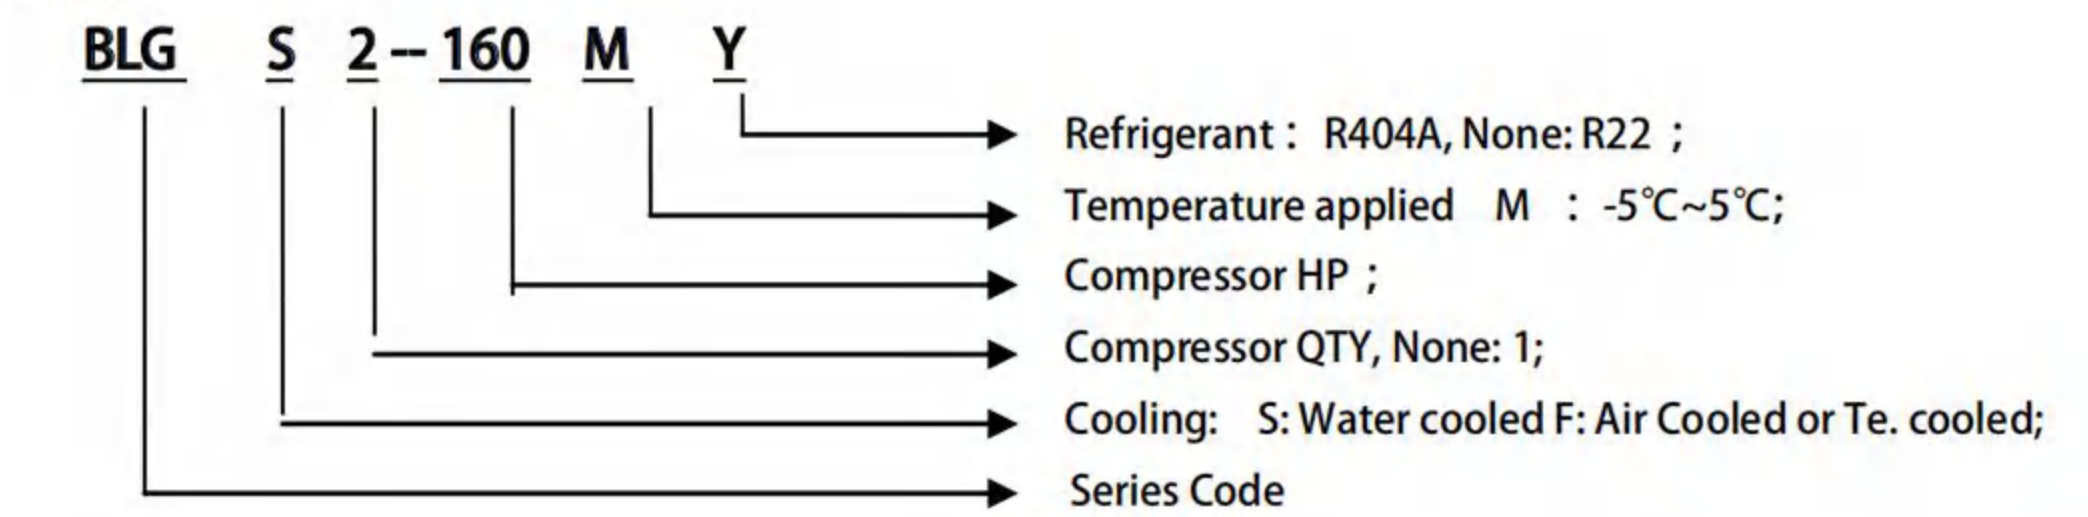 BLG S 2--160 M Y
Refrigerant : R404A, None: R22 ;
Temperature applied M : -5℃~5℃;
Compressor HP ;
Compressor QTY, None: 1;
Cooling: S: Water cooled F: Air Cooled or Te. cooled;
Series Code